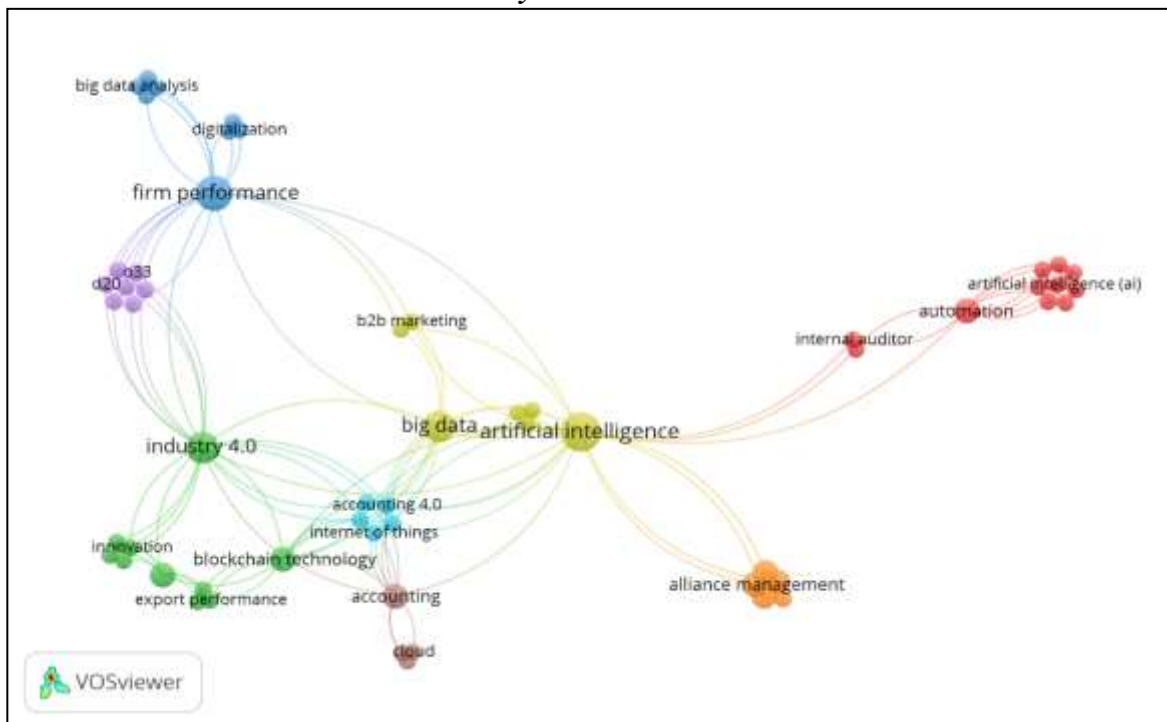 y
big data analysis
digitalization
firm performance
d20
o33
artificial intelligence (ai)
automation
b2b marketing
internal auditor
big data
artificial intelligence
industry 4.0
accounting 4.0
internet of things
innovation
blockchain technology
export performance
accounting
alliance management
cloud
VOSviewer